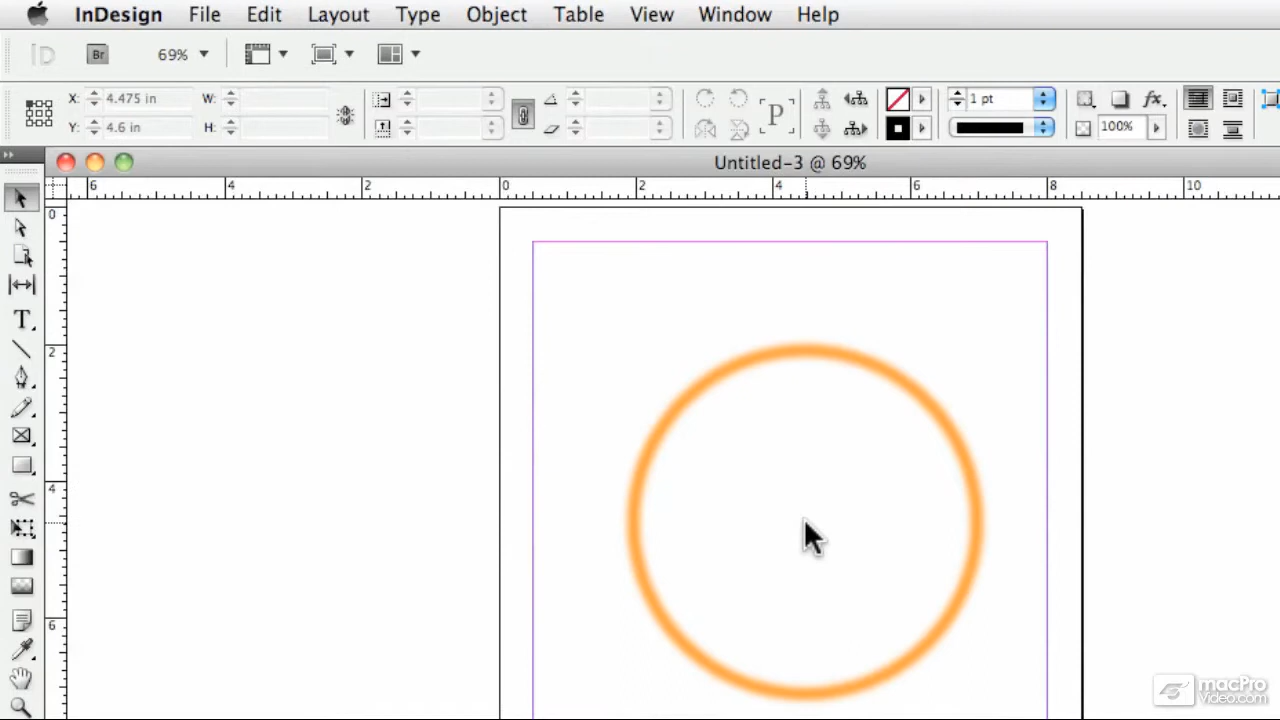 InDesign File Edit Layout Type Object Table View Window Help
Br 69%
X: 4.475 in W: 1 pt fx
Y: 4.6 in H: P 100%
Untitled-3 @ 69%
6 4 2 0 2 4 6 8 10
0
2
T
4
6
macPro
Video.com